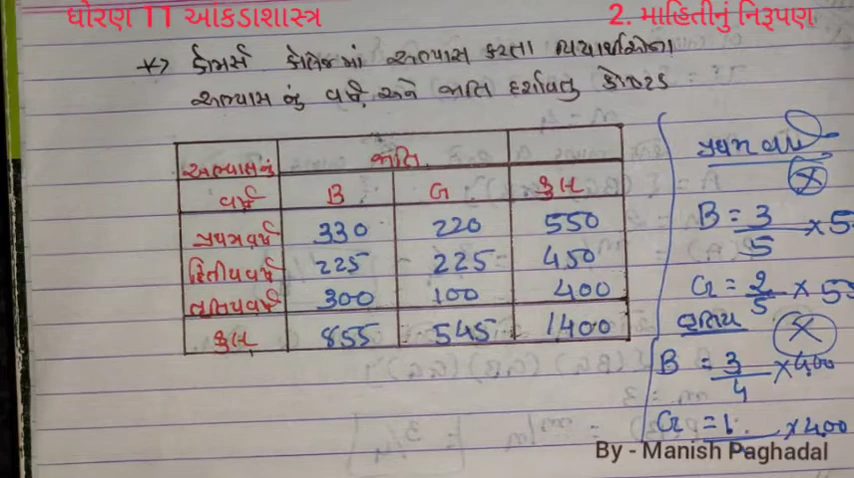 ધોરણ 11 આંકડાશાસ્ત્ર
2. માહિતીનું નિરૂપણ
*> કોમર્સ કોલેજમાં અભ્યાસ કરતા
અભ્યાસ નું વર્ષ અને જાતિ દર્શાવતુ કોષ્ટક
અભ્યાસનું જાતિ.
વર્ષ B G કુલ
પ્રથમવર્ષ 330 220 550
દ્વિતીયવર્ષ 225 225 450
તૃતિયવર્ષ 300 100 400
કુલ 855 545 1400
પ્રથમ વર્ષ
B = 3/5 × 5
G = 2/5 × 5
તૃતિય
B = 3/4 × 400
G = 1 × 400
By - Manish Paghadal